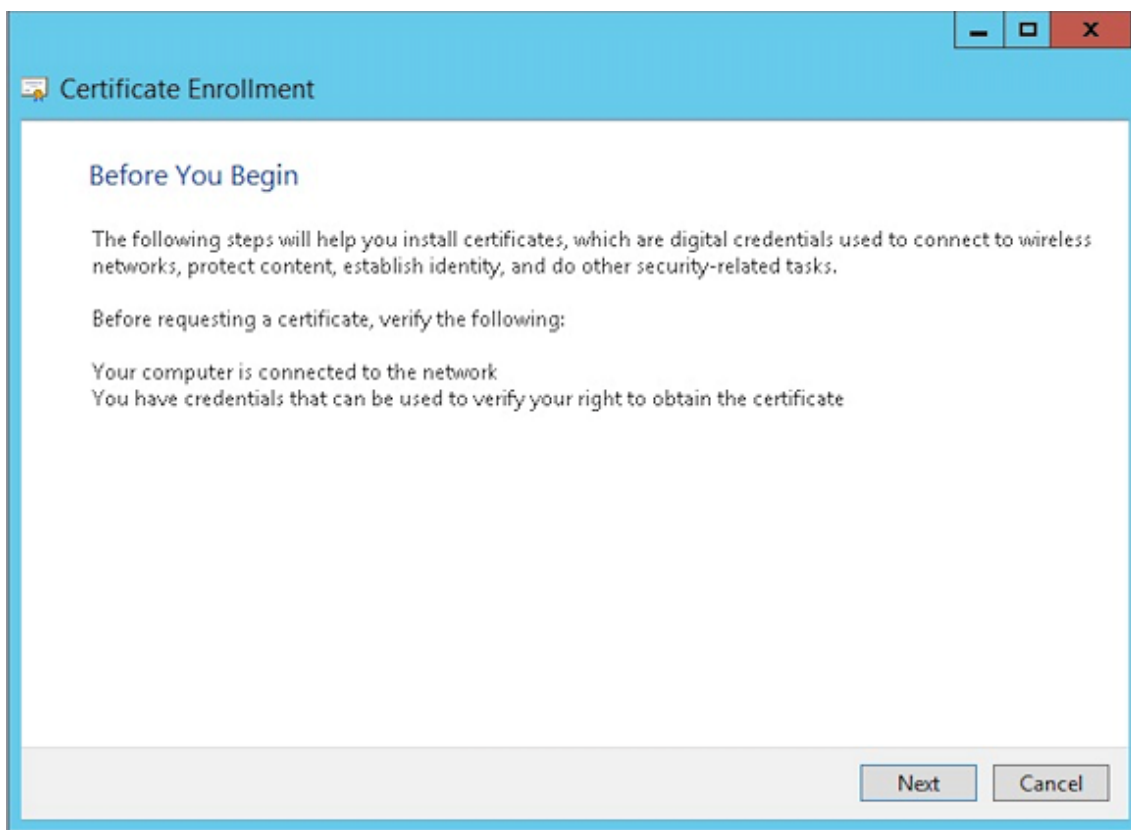 Certificate Enrollment
Before You Begin
The following steps will help you install certificates, which are digital credentials used to connect to wireless
networks, protect content, establish identity, and do other security-related tasks.
Before requesting a certificate, verify the following:
Your computer is connected to the network
You have credentials that can be used to verify your right to obtain the certificate
Next Cancel